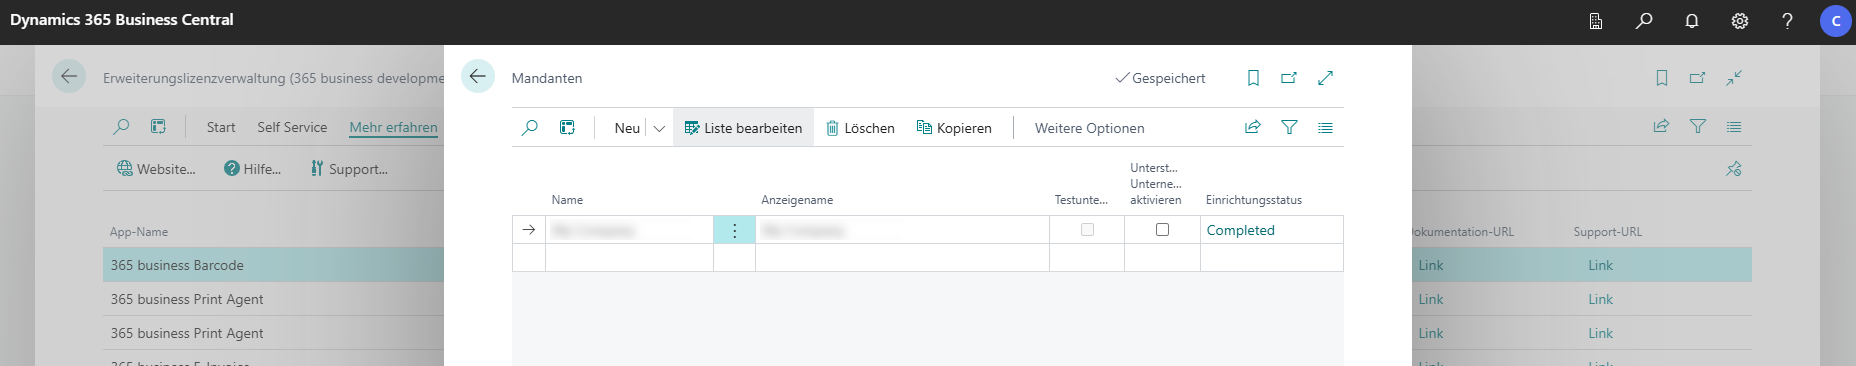 Dynamics 365 Business Central
C
Erweiterungslizenzverwaltung (365 business developme
Mandanten
Gespeichert
Start Self Service Mehr erfahren
Neu Liste bearbeiten Löschen Kopieren Weitere Optionen
Website... Hilfe... Support...
Name Anzeigename Testunte... Unterst...
Unterne...
aktivieren Einrichtungsstatus
Completed
App-Name Dokumentation-URL Support-URL
365 business Barcode Link Link
365 business Print Agent Link Link
365 business Print Agent Link Link